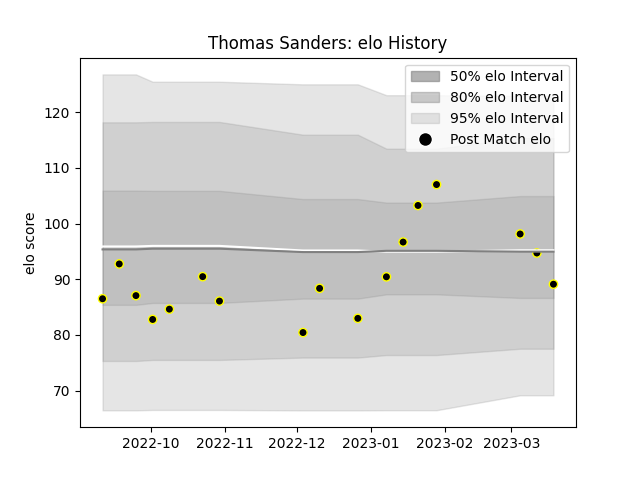 Thomas Sanders: elo History
50% elo Interval
80% elo Interval
95% elo Interval
Post Match elo
elo score
120
110
100
90
80
70
2022-10 2022-11 2022-12 2023-01 2023-02 2023-03